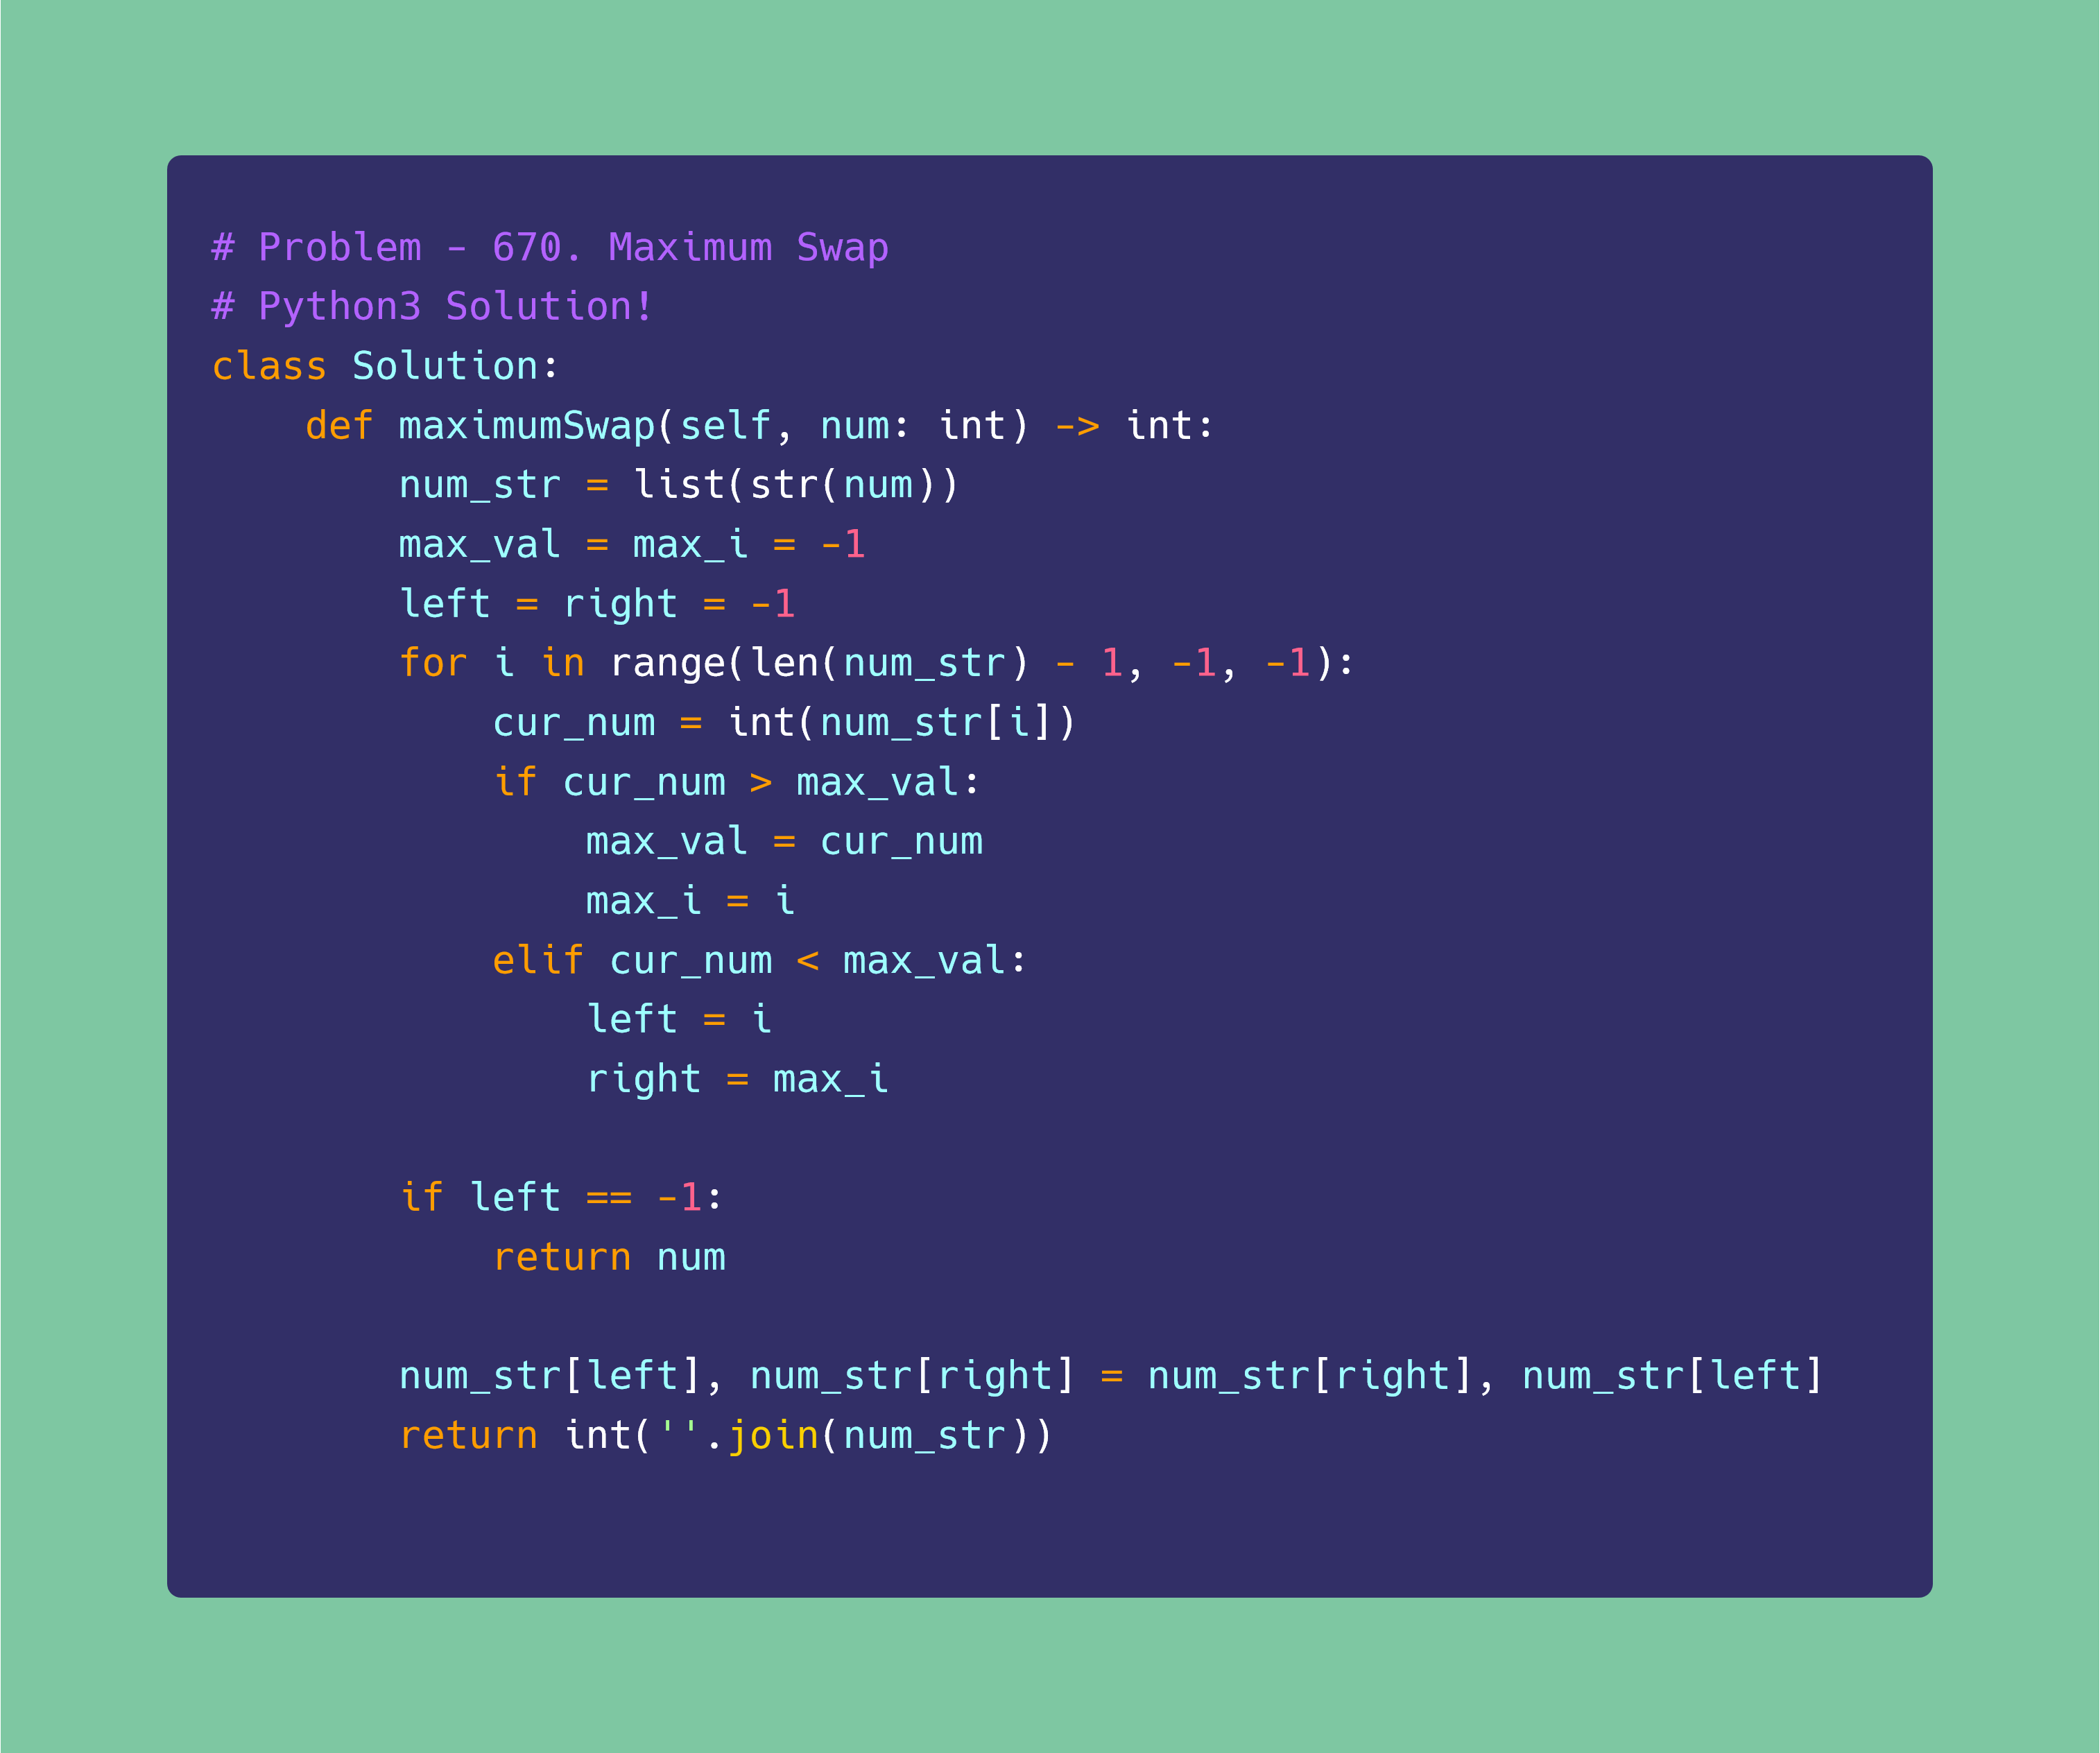 # Problem - 670. Maximum Swap
# Python3 Solution!
class Solution:
    def maximumSwap(self, num: int) -> int:
        num_str = list(str(num))
        max_val = max_i = -1
        left = right = -1
        for i in range(len(num_str) - 1, -1, -1):
            cur_num = int(num_str[i])
            if cur_num > max_val:
                max_val = cur_num
                max_i = i
            elif cur_num < max_val:
                left = i
                right = max_i

        if left == -1:
            return num

        num_str[left], num_str[right] = num_str[right], num_str[left]
        return int(''.join(num_str))